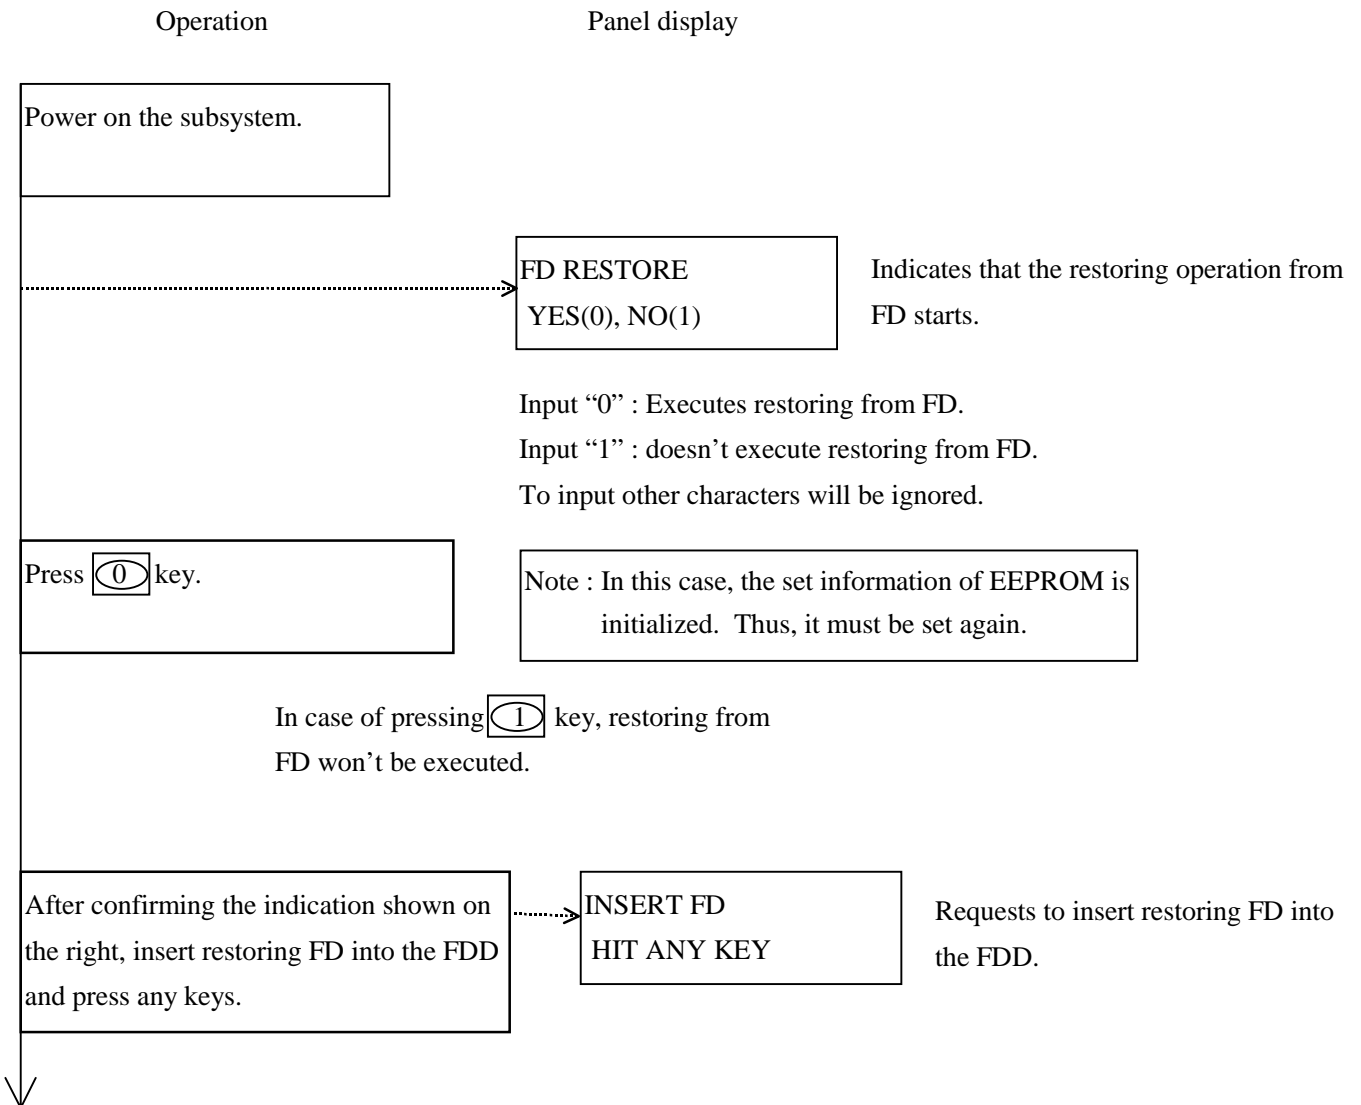 Operation
Panel display
Power on the subsystem.
FD RESTORE
YES(0), NO(1)
Indicates that the restoring operation from
FD starts.
Input “0” : Executes restoring from FD.
Input “1” : doesn’t execute restoring from FD.
To input other characters will be ignored.
Press 0 key.
Note : In this case, the set information of EEPROM is
initialized.  Thus, it must be set again.
In case of pressing 1 key, restoring from
FD won’t be executed.
After confirming the indication shown on
the right, insert restoring FD into the FDD
and press any keys.
INSERT FD
HIT ANY KEY
Requests to insert restoring FD into
the FDD.